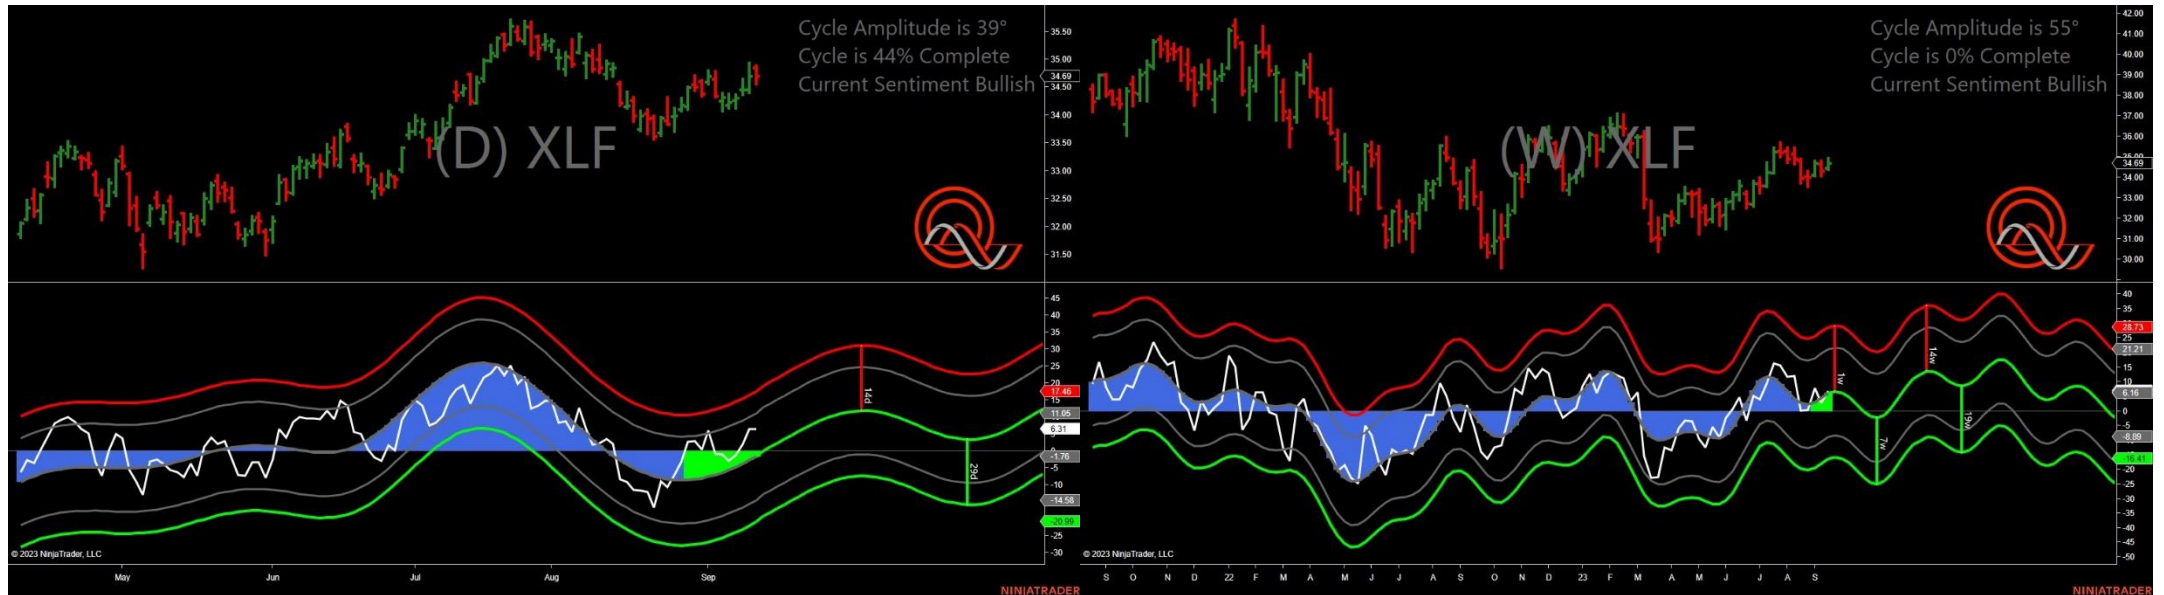 Cycle Amplitude is 39°
Cycle is 44% Complete
Current Sentiment Bullish
(D) XLF
35.50
35.00
34.69
34.50
34.00
33.50
33.00
32.50
32.00
31.50
45
40
35
30
25
20
17.46
15
11.05
6.31
-1.76
-5
-10
-14.58
-20.99
-25
-30
14d
29d
© 2023 NinjaTrader, LLC
May
Jun
Jul
Aug
Sep
NINJATRADER
Cycle Amplitude is 55°
Cycle is 0% Complete
Current Sentiment Bullish
(W) XLF
42.00
41.00
40.00
39.00
38.00
37.00
36.00
35.00
34.69
34.00
33.00
32.00
31.00
30.00
40
35
28.73
25
21.21
15
10
6.16
0
-5
-8.09
-16.41
-20
-25
-30
-35
-40
-45
-50
1w
14w
7w
19w
© 2023 NinjaTrader, LLC
S O N D 22 F M A M J J A S O N D 23 F M A M J J A S
NINJATRADER